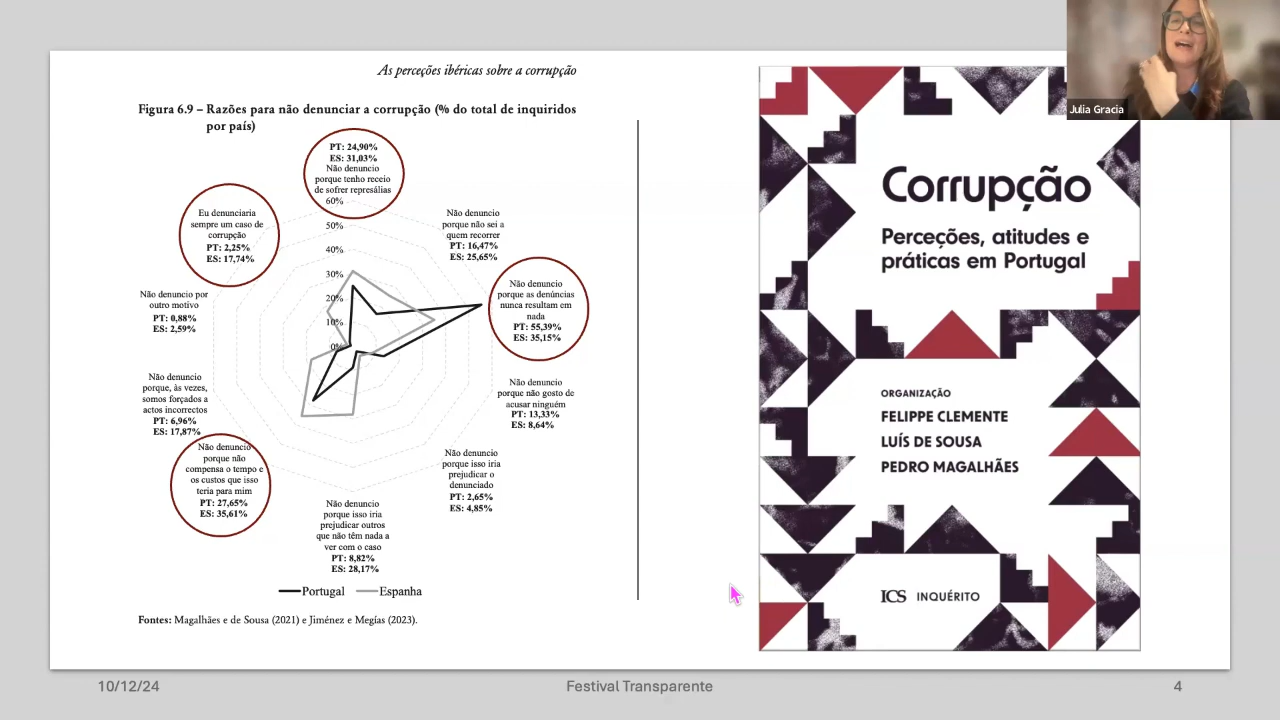 As perceções ibéricas sobre a corrupção
Figura 6.9 – Razões para não denunciar a corrupção (% do total de inquiridos
por país)
PT: 24,90%
ES: 31,03%
Não denuncio
porque tenho receio
de sofrer represálias
60%
50%
40%
30%
20%
10%
0%
Não denuncio
porque não sei a
quem recorrer
PT: 16,47%
ES: 25,65%
Não denuncio
porque as denúncias
nunca resultam em
nada
PT: 55,39%
ES: 35,15%
Não denuncio
porque não gosto de
acusar ninguém
PT: 13,33%
ES: 8,64%
Não denuncio
porque isso iria
prejudicar o
denunciado
PT: 2,65%
ES: 4,85%
Não denuncio
porque isso iria
prejudicar outros
que não têm nada a
ver com o caso
PT: 8,82%
ES: 28,17%
Não denuncio
porque não
compensa o tempo e
os custos que isso
teria para mim
PT: 27,65%
ES: 35,61%
Não denuncio
porque, às vezes,
somos forçados a
actos incorrectos
PT: 6,96%
ES: 17,87%
Não denuncio por
outro motivo
PT: 0,88%
ES: 2,59%
Eu denunciaria
sempre um caso de
corrupção
PT: 2,25%
ES: 17,74%
Portugal
Espanha
Fontes: Magalhães e de Sousa (2021) e Jiménez e Megías (2023).
Corrupção
Perceções, atitudes e
práticas em Portugal
ORGANIZAÇÃO
FELIPPE CLEMENTE
LUÍS DE SOUSA
PEDRO MAGALHÃES
ICS INQUÉRITO
Julia Gracia
10/12/24
Festival Transparente
4